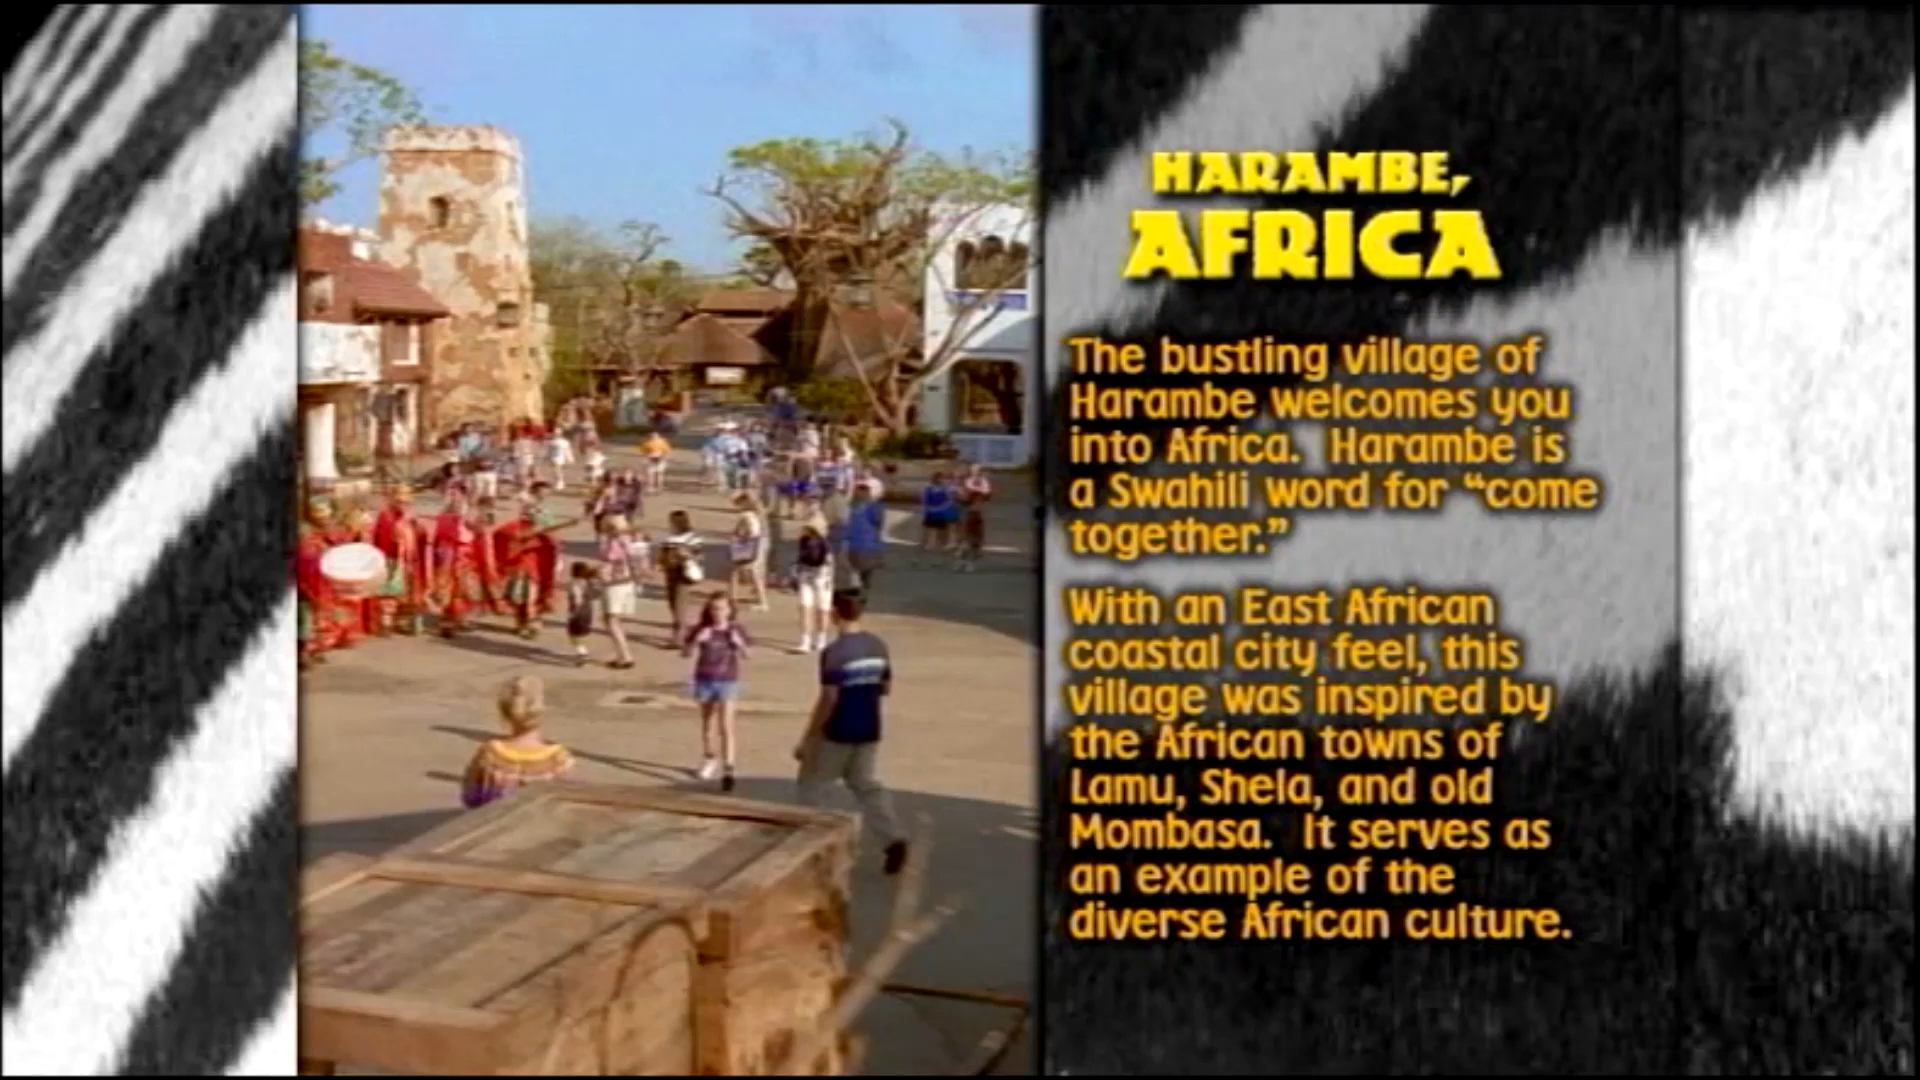 HARAMBE,
AFRICA
The bustling village of
Harambe welcomes you
into Africa.  Harambe is
a Swahili word for “come
together.”
With an East African
coastal city feel, this
village was inspired by
the African towns of
Lamu, Shela, and old
Mombasa.  It serves as
an example of the
diverse African culture.